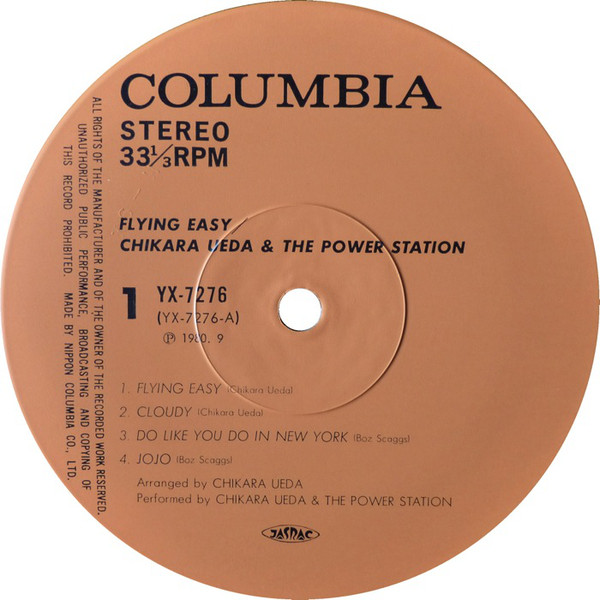 COLUMBIA
STEREO
33 1/3 RPM
ALL RIGHTS OF THE MANUFACTURER AND OF THE OWNER OF THE RECORDED WORK RESERVED.
UNAUTHORIZED PUBLIC PERFORMANCE, BROADCASTING AND COPYING OF
THIS RECORD PROHIBITED. MADE BY NIPPON COLUMBIA CO., LTD.
FLYING EASY
CHIKARA UEDA & THE POWER STATION
1 YX-7276
(YX-7276-A)
Ⓟ 1980. 9
1. FLYING EASY (Chikara Ueda)
2. CLOUDY (Chikara Ueda)
3. DO LIKE YOU DO IN NEW YORK (Boz Scaggs)
4. JOJO (Boz Scaggs)
Arranged by CHIKARA UEDA
Performed by CHIKARA UEDA & THE POWER STATION
JASRAC